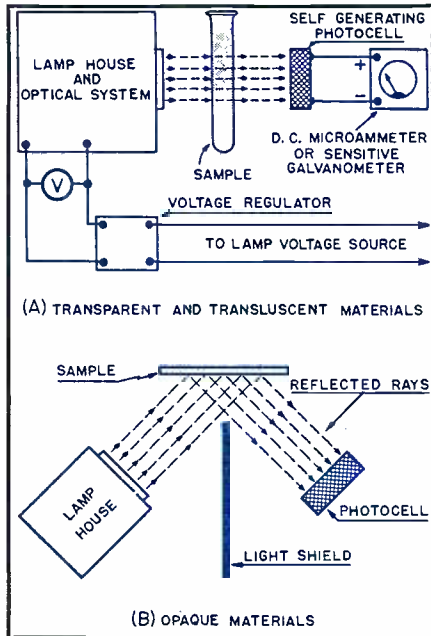 SELF GENERATING
PHOTOCELL
LAMP HOUSE
AND
OPTICAL SYSTEM
+
−
D.C. MICROAMMETER
OR SENSITIVE
GALVANOMETER
SAMPLE
V
VOLTAGE REGULATOR
TO LAMP VOLTAGE SOURCE
(A) TRANSPARENT AND TRANSLUSCENT MATERIALS
SAMPLE
REFLECTED RAYS
LAMP
HOUSE
PHOTOCELL
LIGHT SHIELD
(B) OPAQUE MATERIALS